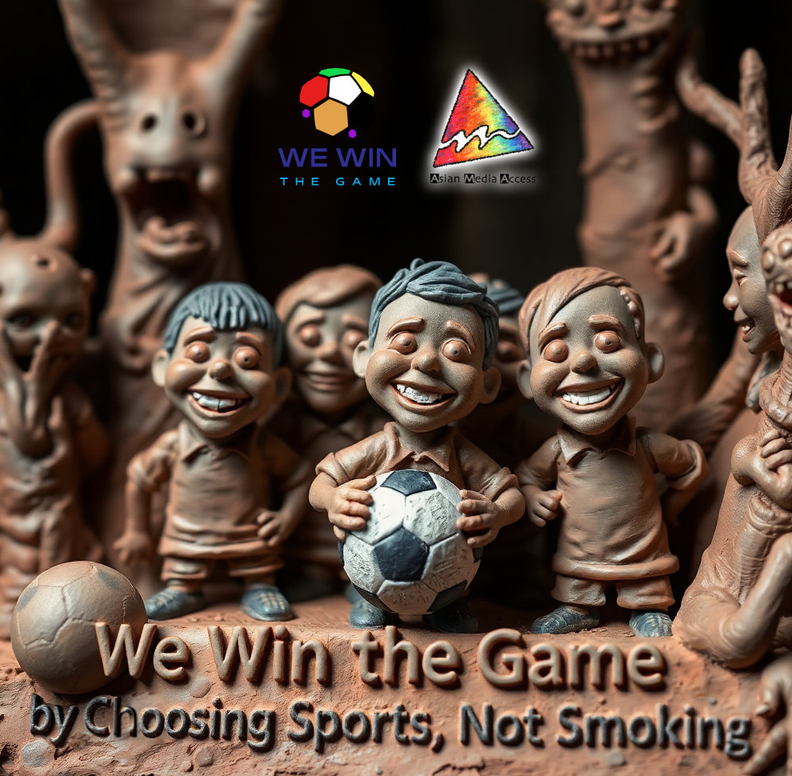 WE WIN
THE GAME
Asian Media Access
We Win the Game
by Choosing Sports, Not Smoking